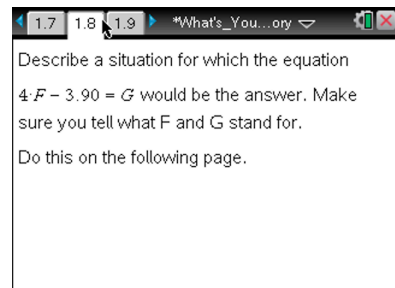 1.7 1.8 1.9 *What's_You...ory
Describe a situation for which the equation
4·F − 3.90 = G would be the answer. Make
sure you tell what F and G stand for.
Do this on the following page.